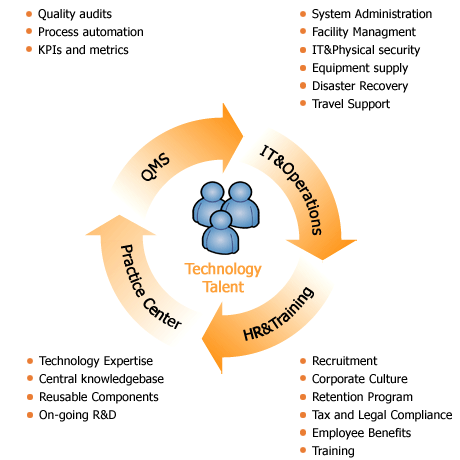 Quality audits
Process automation
KPIs and metrics
System Administration
Facility Managment
IT&Physical security
Equipment supply
Disaster Recovery
Travel Support
QMS
IT&Operations
Technology
Talent
Practice Center
HR&Training
Technology Expertise
Central knowledgebase
Reusable Components
On-going R&D
Recruitment
Corporate Culture
Retention Program
Tax and Legal Compliance
Employee Benefits
Training